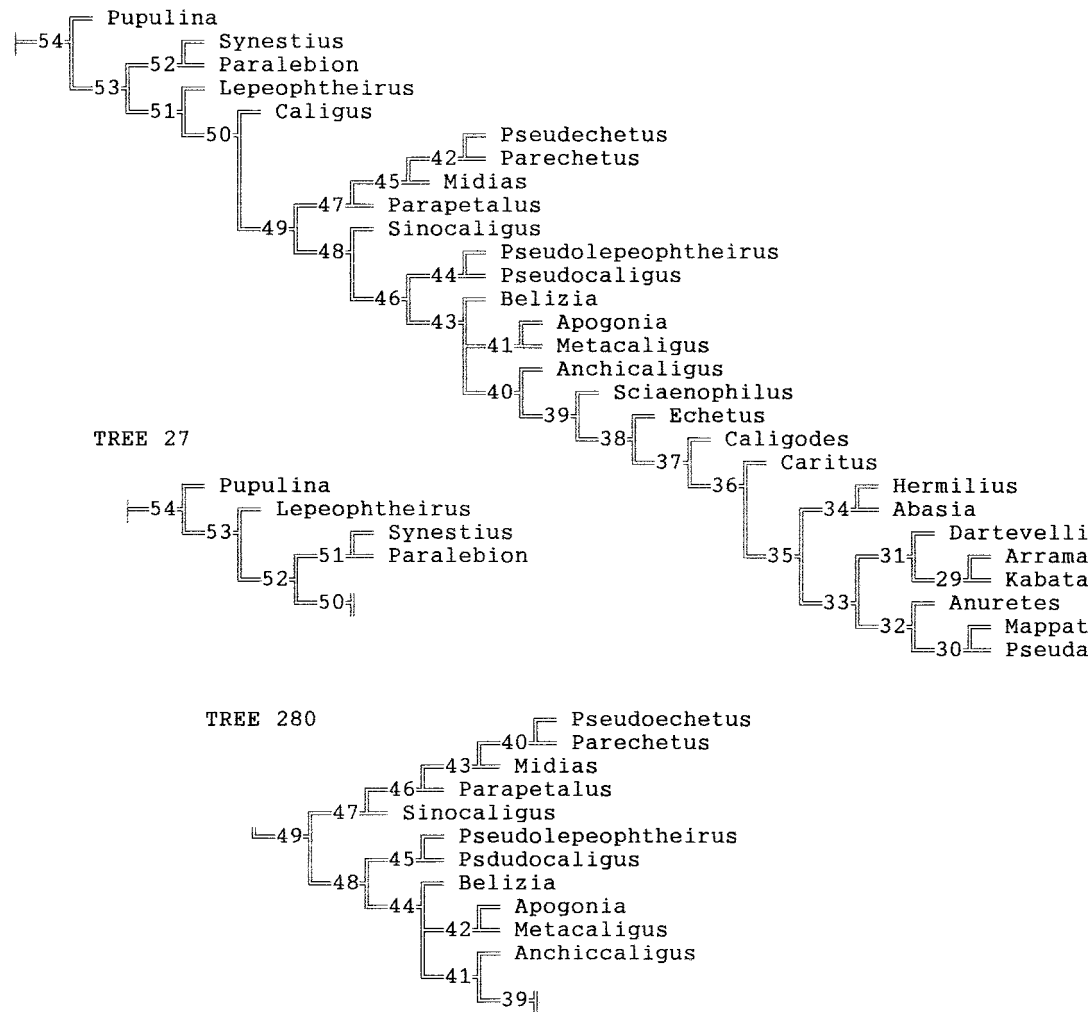 54 Pupulina
52 Synestius
53 Paralebion
51 Lepeophtheirus
50 Caligus
42 Pseudechetus
Parechetus
45 Midias
47 Parapetalus
49 Sinocaligus
48 Pseudolepeophtheirus
44 Pseudocaligus
46 Belizia
43 Apogonia
41 Metacaligus
40 Anchicaligus
39 Sciaenophilus
38 Echetus
TREE 27 37 Caligodes
36 Caritus
54 Pupulina 34 Hermilius
53 Lepeophtheirus Abasia
51 Synestius 35 31 Dartevelli
Paralebion 29 Arrama
52 33 Kabata
50 32 Anuretes
30 Mappat
Pseuda
TREE 280 40 Pseudoechetus
Parechetus
43 Midias
46 Parapetalus
47 Sinocaligus
49 45 Pseudolepeophtheirus
Psdudocaligus
48 Belizia
44 Apogonia
42 Metacaligus
41 Anchiccaligus
39